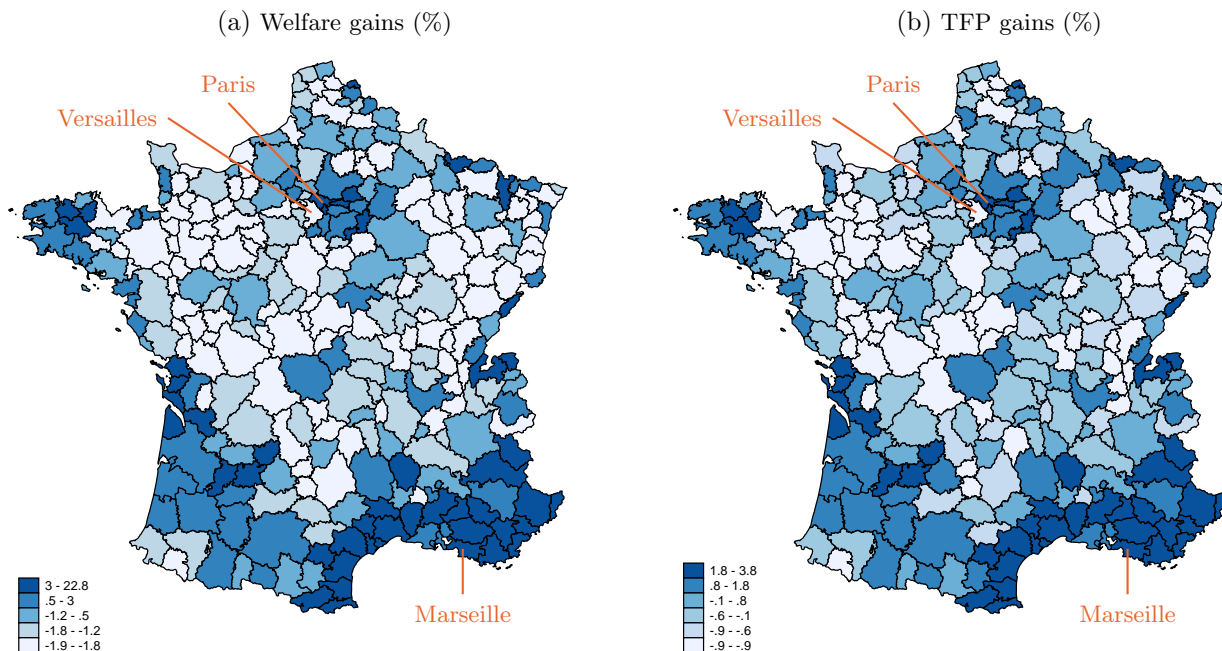 (a) Welfare gains (%)
Paris
Versailles
Marseille
3 - 22.8
.5 - 3
-1.2 - .5
-1.8 - -1.2
-1.9 - -1.8
(b) TFP gains (%)
Paris
Versailles
Marseille
1.8 - 3.8
.8 - 1.8
-.1 - .8
-.6 - -.1
-.9 - -.6
-.9 - -.9